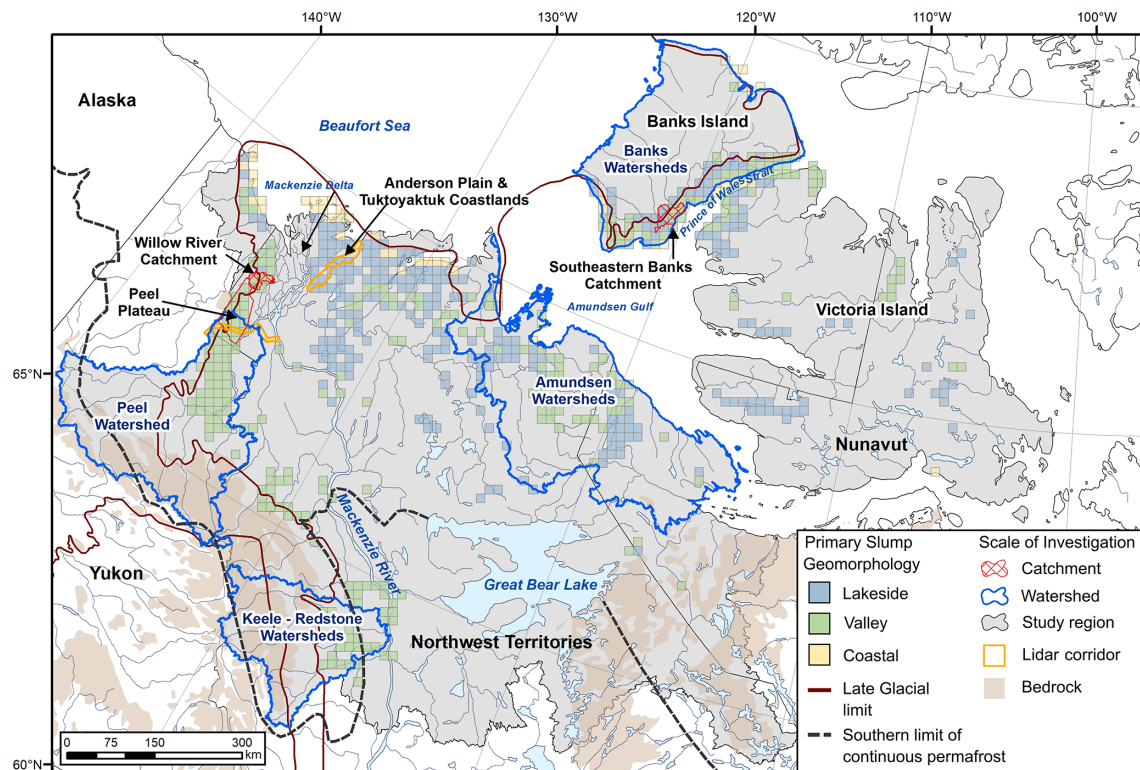 140°W
130°W
120°W
110°W
100°W
Alaska
Beaufort Sea
Banks Island
Banks
Watersheds
Mackenzie Delta
Anderson Plain &
Tuktoyaktuk Coastlands
Prince of Wales Strait
Willow River
Catchment
Southeastern Banks
Catchment
Peel
Plateau
Amundsen Gulf
Victoria Island
65°N
Amundsen
Watersheds
Peel
Watershed
Nunavut
Mackenzie River
Yukon
Great Bear Lake
Keele - Redstone
Watersheds
Northwest Territories
60°N
0 75 150 300
km
Primary Slump
Geomorphology
Lakeside
Valley
Coastal
Late Glacial
limit
Southern limit of
continuous permafrost
Scale of Investigation
Catchment
Watershed
Study region
Lidar corridor
Bedrock